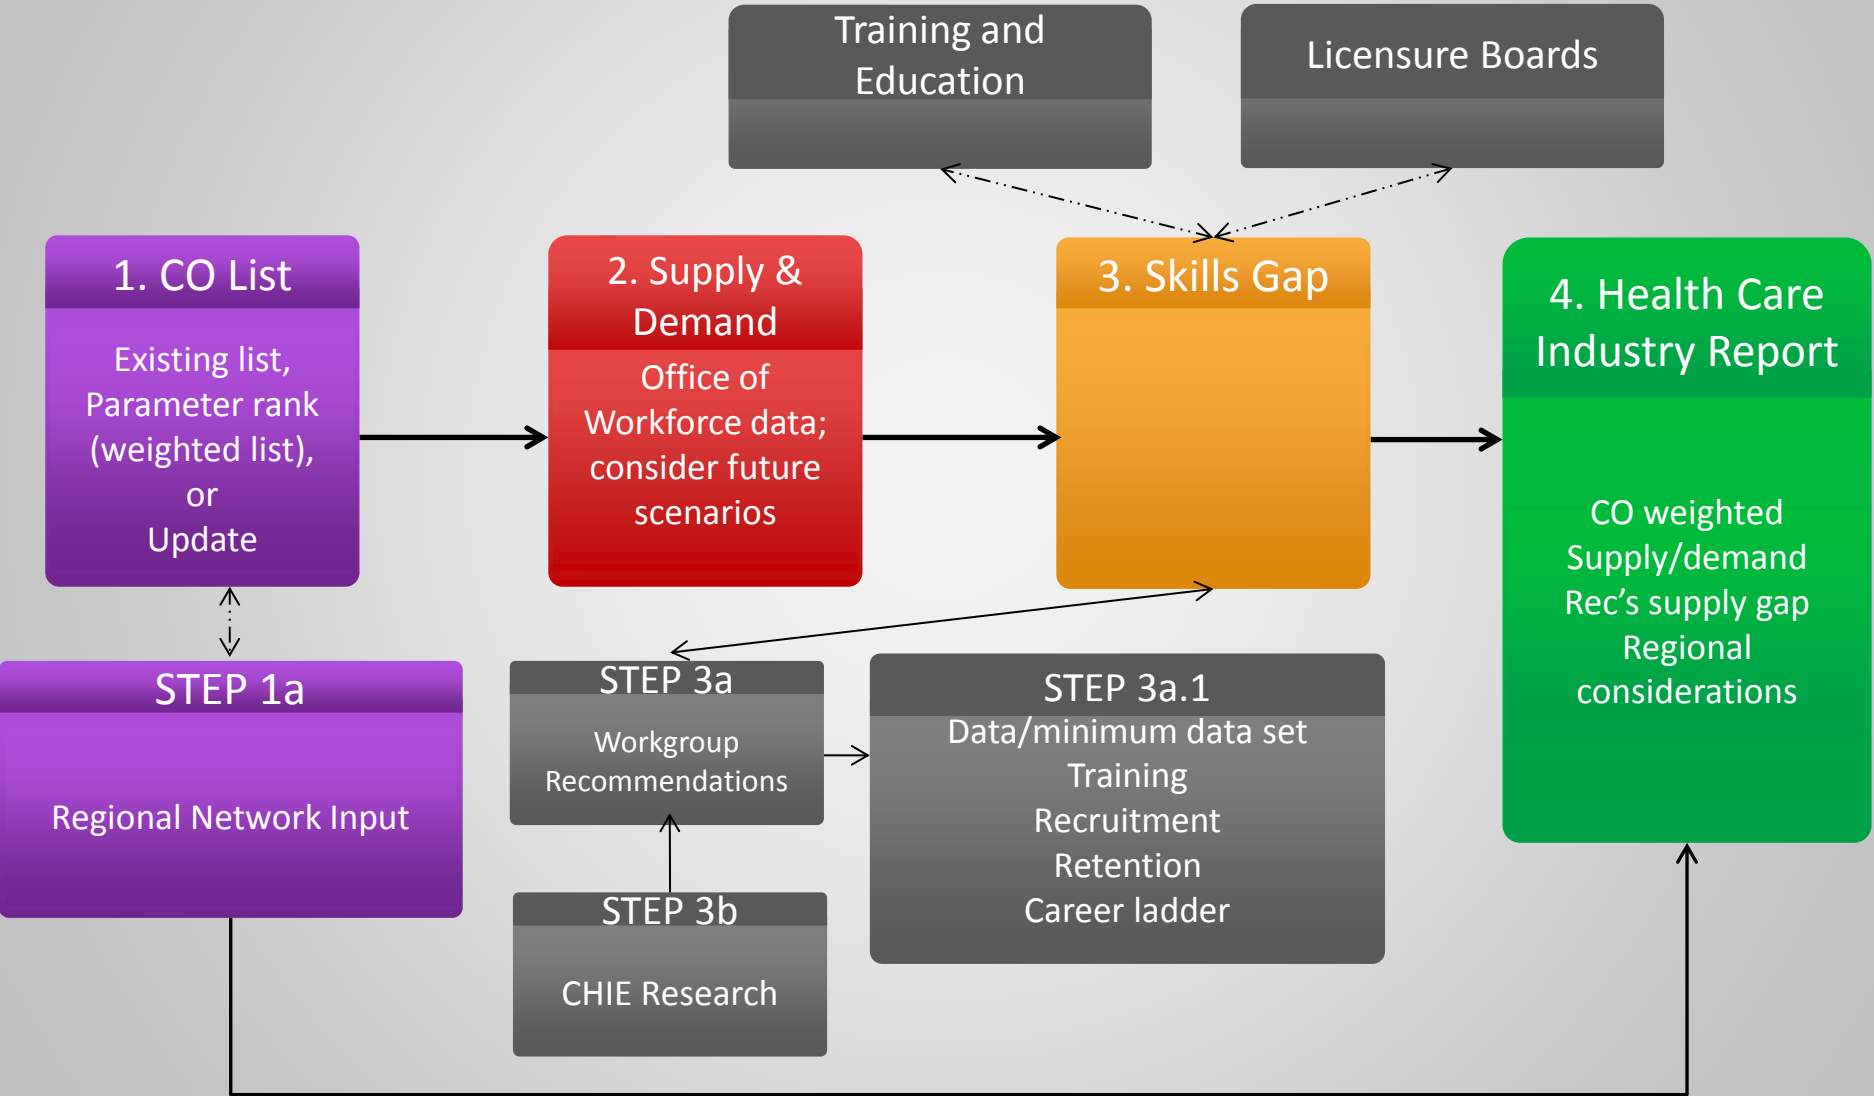 Training and
Education
Licensure Boards
1. CO List
Existing list,
Parameter rank
(weighted list),
or
Update
2. Supply &
Demand
Office of
Workforce data;
consider future
scenarios
3. Skills Gap
4. Health Care
Industry Report
CO weighted
Supply/demand
Rec’s supply gap
Regional
considerations
STEP 1a
Regional Network Input
STEP 3a
Workgroup
Recommendations
STEP 3a.1
Data/minimum data set
Training
Recruitment
Retention
Career ladder
STEP 3b
CHIE Research